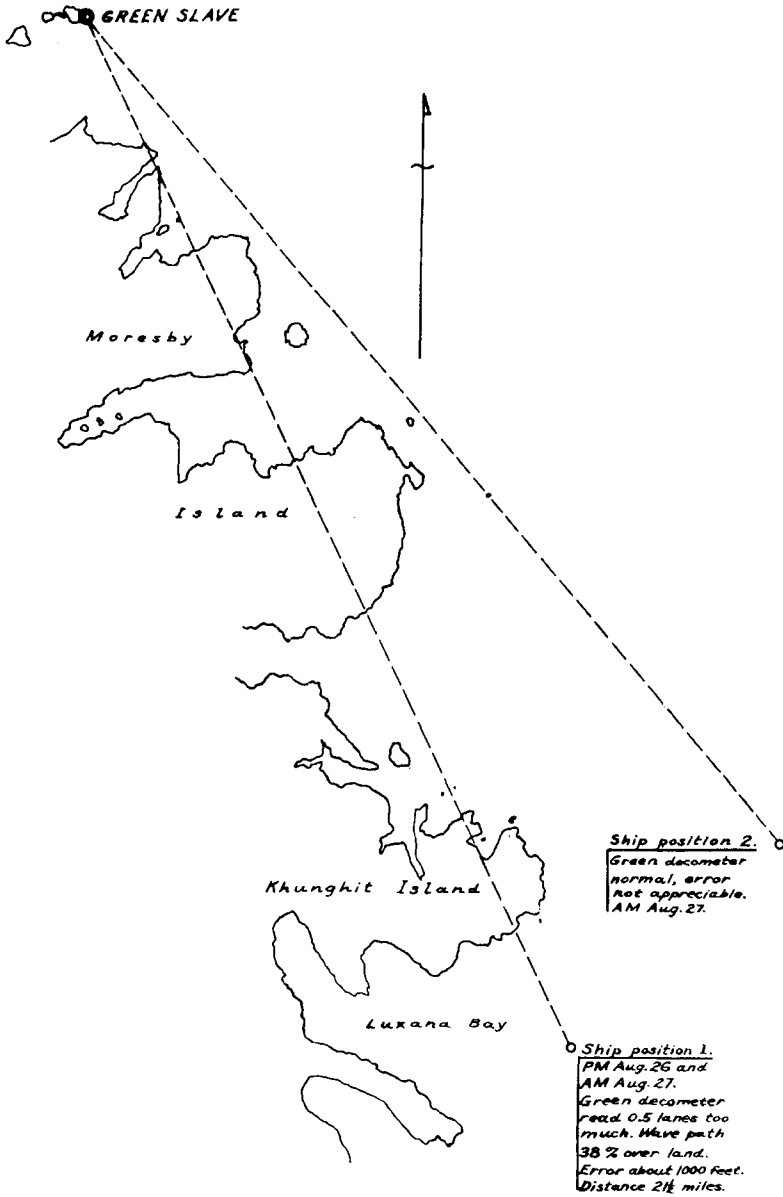 GREEN SLAVE
Moresby
Island
Ship position 2.
Green decometer
normal, error
not appreciable.
AM Aug. 27.
Khunghit Island
Luxana Bay
Ship position 1.
PM Aug. 26 and
AM Aug. 27.
Green decometer
read 0.5 lanes too
much. Wave path
38 % over land.
Error about 1000 feet.
Distance 21½ miles.